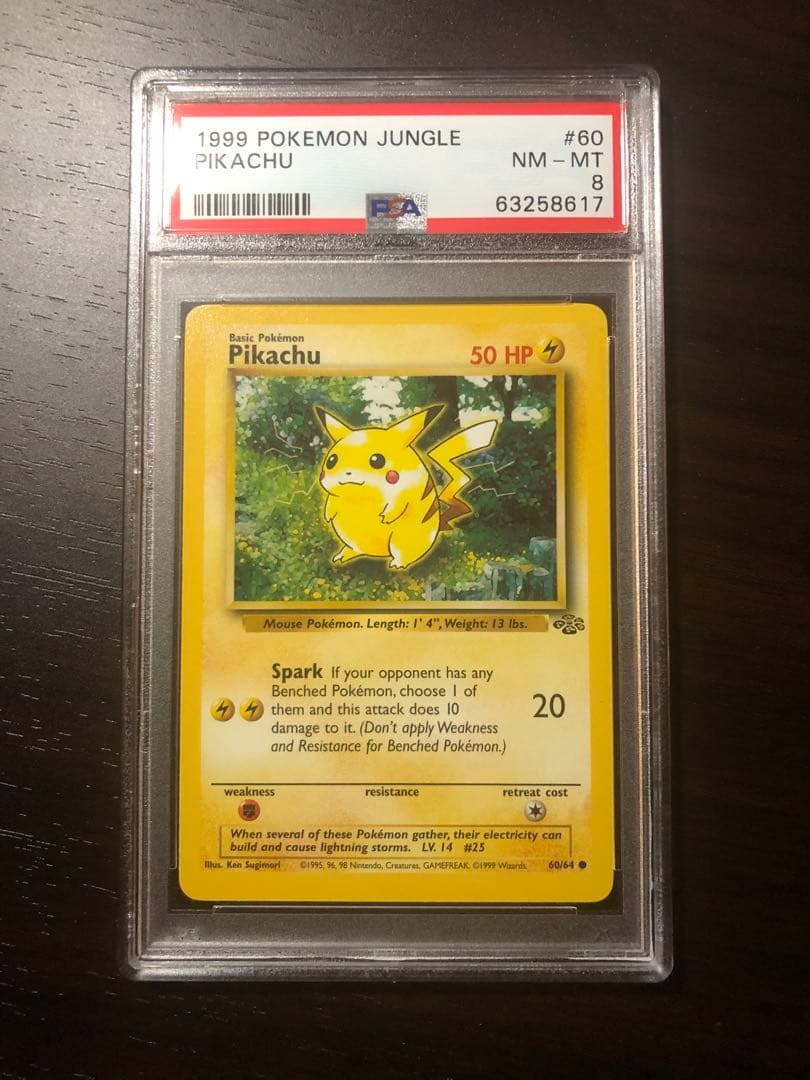 1999 POKEMON JUNGLE #60
PIKACHU NM - MT
8
PSA 63258617
Basic Pokémon
Pikachu 50 HP
Mouse Pokémon. Length: 1' 4", Weight: 13 lbs.
Spark If your opponent has any
Benched Pokémon, choose 1 of
them and this attack does 10
damage to it. (Don't apply Weakness
and Resistance for Benched Pokémon.)
20
weakness resistance retreat cost
When several of these Pokémon gather, their electricity can
build and cause lightning storms. LV. 14 #25
Illus. Ken Sugimori ©1995, 96, 98 Nintendo, Creatures, GAMEFREAK. ©1999 Wizards. 60/64